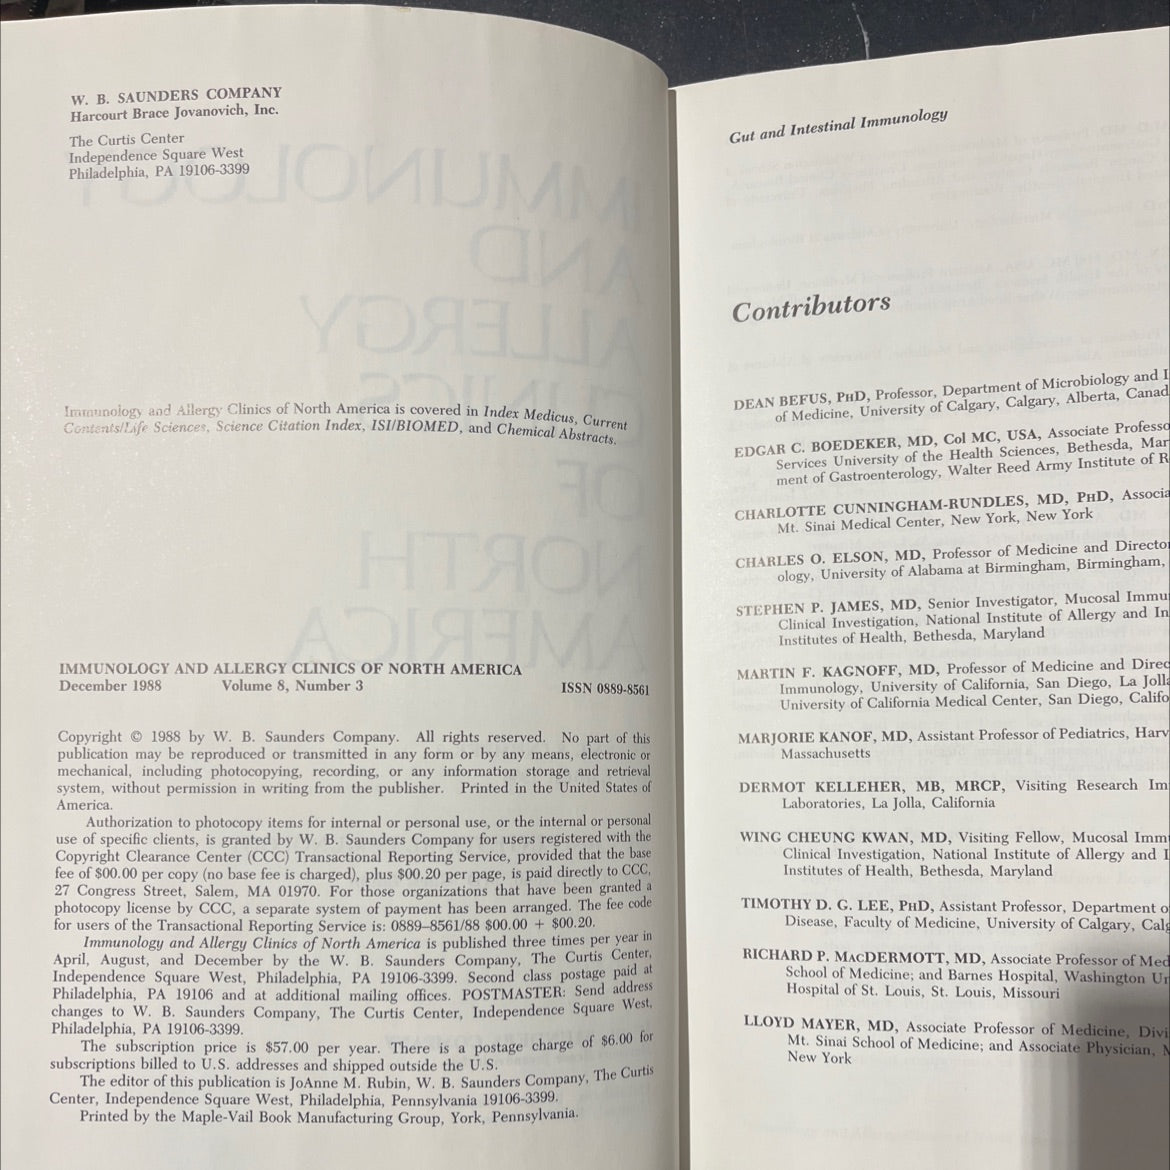 W. B. SAUNDERS COMPANY
Harcourt Brace Jovanovich, Inc.
The Curtis Center
Independence Square West
Philadelphia, PA 19106-3399
Immunology and Allergy Clinics of North America is covered in Index Medicus, Current
Contents/Life Sciences, Science Citation Index, ISI/BIOMED, and Chemical Abstracts.
IMMUNOLOGY AND ALLERGY CLINICS OF NORTH AMERICA
December 1988 Volume 8, Number 3 ISSN 0889-8561
Copyright © 1988 by W. B. Saunders Company. All rights reserved. No part of this
publication may be reproduced or transmitted in any form or by any means, electronic or
mechanical, including photocopying, recording, or any information storage and retrieval
system, without permission in writing from the publisher. Printed in the United States of
America.
Authorization to photocopy items for internal or personal use, or the internal or personal
use of specific clients, is granted by W. B. Saunders Company for users registered with the
Copyright Clearance Center (CCC) Transactional Reporting Service, provided that the base
fee of $00.00 per copy (no base fee is charged), plus $00.20 per page, is paid directly to CCC,
27 Congress Street, Salem, MA 01970. For those organizations that have been granted a
photocopy license by CCC, a separate system of payment has been arranged. The fee code
for users of the Transactional Reporting Service is: 0889–8561/88 $00.00 + $00.20.
Immunology and Allergy Clinics of North America is published three times per year in
April, August, and December by the W. B. Saunders Company, The Curtis Center,
Independence Square West, Philadelphia, PA 19106-3399. Second class postage paid at
Philadelphia, PA 19106 and at additional mailing offices. POSTMASTER: Send address
changes to W. B. Saunders Company, The Curtis Center, Independence Square West,
Philadelphia, PA 19106-3399.
The subscription price is $57.00 per year. There is a postage charge of $6.00 for
subscriptions billed to U.S. addresses and shipped outside the U.S.
The editor of this publication is JoAnne M. Rubin, W. B. Saunders Company, The Curtis
Center, Independence Square West, Philadelphia, Pennsylvania 19106-3399.
Printed by the Maple-Vail Book Manufacturing Group, York, Pennsylvania.
Gut and Intestinal Immunology
Contributors
DEAN BEFUS, PHD, Professor, Department of Microbiology and I
of Medicine, University of Calgary, Calgary, Alberta, Canad
EDGAR C. BOEDEKER, MD, Col MC, USA, Associate Professo
Services University of the Health Sciences, Bethesda, Mar
ment of Gastroenterology, Walter Reed Army Institute of R
CHARLOTTE CUNNINGHAM-RUNDLES, MD, PHD, Associa
Mt. Sinai Medical Center, New York, New York
CHARLES O. ELSON, MD, Professor of Medicine and Directo
ology, University of Alabama at Birmingham, Birmingham,
STEPHEN P. JAMES, MD, Senior Investigator, Mucosal Immu
Clinical Investigation, National Institute of Allergy and In
Institutes of Health, Bethesda, Maryland
MARTIN F. KAGNOFF, MD, Professor of Medicine and Direc
Immunology, University of California, San Diego, La Joll
University of California Medical Center, San Diego, Califo
MARJORIE KANOF, MD, Assistant Professor of Pediatrics, Harv
Massachusetts
DERMOT KELLEHER, MB, MRCP, Visiting Research Im
Laboratories, La Jolla, California
WING CHEUNG KWAN, MD, Visiting Fellow, Mucosal Imm
Clinical Investigation, National Institute of Allergy and I
Institutes of Health, Bethesda, Maryland
TIMOTHY D. G. LEE, PHD, Assistant Professor, Department o
Disease, Faculty of Medicine, University of Calgary, Calg
RICHARD P. MACDERMOTT, MD, Associate Professor of Med
School of Medicine; and Barnes Hospital, Washington Un
Hospital of St. Louis, St. Louis, Missouri
LLOYD MAYER, MD, Associate Professor of Medicine, Divi
Mt. Sinai School of Medicine; and Associate Physician, M
New York